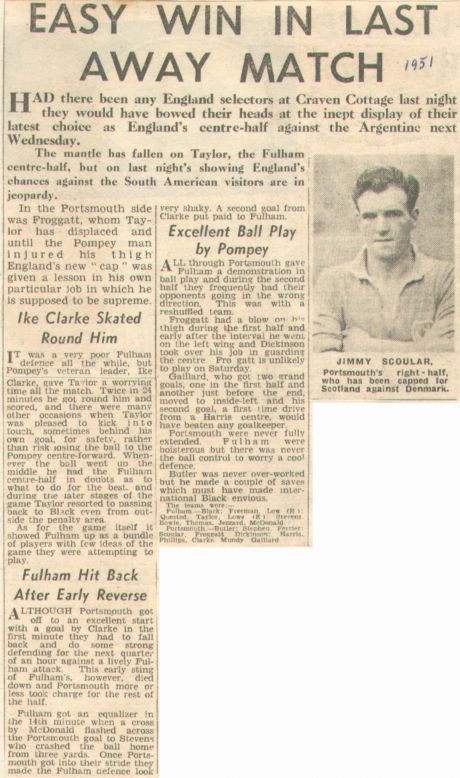 EASY WIN IN LAST
AWAY MATCH
1951
HAD there been any England selectors at Craven Cottage last night
they would have bowed their heads at the inept display of their
latest choice as England's centre-half against the Argentine next
Wednesday.
The mantle has fallen on Taylor, the Fulham
centre-half, but on last night's showing England's
chances against the South American visitors are in
jeopardy.
In the Portsmouth side
was Froggatt, whom Tay-
lor has displaced and
until the Pompey man
injured his thigh
England's new "cap" was
given a lesson in his own
particular job in which he
is supposed to be supreme.
Ike Clarke Skated
Round Him
IT was a very poor Fulham
defence all the while, but
Pompey's veteran leader, Ike
Clarke, gave Taylor a worrying
time all the match. Twice in 24
minutes he got round him and
scored, and there were many
other occasions when Taylor
was pleased to kick into
touch, sometimes behind his
own goal, for safety, rather
than risk losing the ball to the
Pompey centre-forward. When-
ever the ball went up the
middle he had the Fulham
centre-half in doubts as to
what to do for the best, and
during the later stages of the
game Taylor resorted to passing
back to Black even from out-
side the penalty area.
As for the game itself it
showed Fulham up as a bundle
of players with few ideas of the
game they were attempting to
play.
Fulham Hit Back
After Early Reverse
ALTHOUGH Portsmouth got
off to an excellent start
with a goal by Clarke in the
first minute they had to fall
back and do some strong
defending for the next quarter
of an hour against a lively Ful-
ham attack. This early sting
of Fulham's, however, died
down and Portsmouth more or
less took charge for the rest of
the half.
Fulham got an equalizer in
the 14th minute when a cross
by McDonald flashed across
the Portsmouth goal to Stevens
who crashed the ball home
from three yards. Once Ports-
mouth got into their stride they
made the Fulham defence look
very shaky. A second goal from
Clarke put paid to Fulham.
Excellent Ball Play
by Pompey
ALL through Portsmouth gave
Fulham a demonstration in
ball play and during the second
half they frequently had their
opponents going in the wrong
direction. This was with a
reshuffled team.
Froggatt had a blow on his
thigh during the first half and
early after the interval he went
on the left wing and Dickinson
took over his job in guarding
the centre. Froggatt is unlikely
to play on Saturday.
Gaillard, who got two grand
goals, one in the first half and
another just before the end,
moved to inside-left and his
second goal, a first time drive
from a Harris centre, would
have beaten any goalkeeper.
Portsmouth were never fully
extended. Fulham were
boisterous but there was never
the ball control to worry a cool
defence.
Butler was never over-worked
but he made a couple of saves
which must have made inter-
national Black envious.
The teams were:—
Fulham.—Black; Freeman, Low (R);
Taylor, Lowe (E); Stevens,
Bowie, Thomas, Jezzard, McDonald
Portsmouth.—Butler; Stephen, Ferrier
Scoular, Froggatt Dickinson; Harris,
Phillips, Clarke Mundy Gaillard
JIMMY SCOULAR,
Portsmouth's right-half,
who has been capped for
Scotland against Denmark.